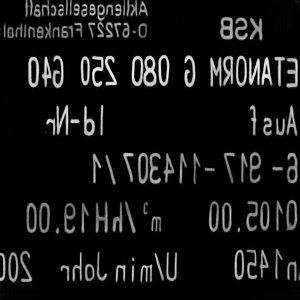 KSB Aktiengesellschaft
D-67227 Frankenthal
ETANORM G 080 250 G40
Ausf Id-Nr
6-917-114307/1
0105.00 m³/h H 19.00
n1450 U/min Jahr 200